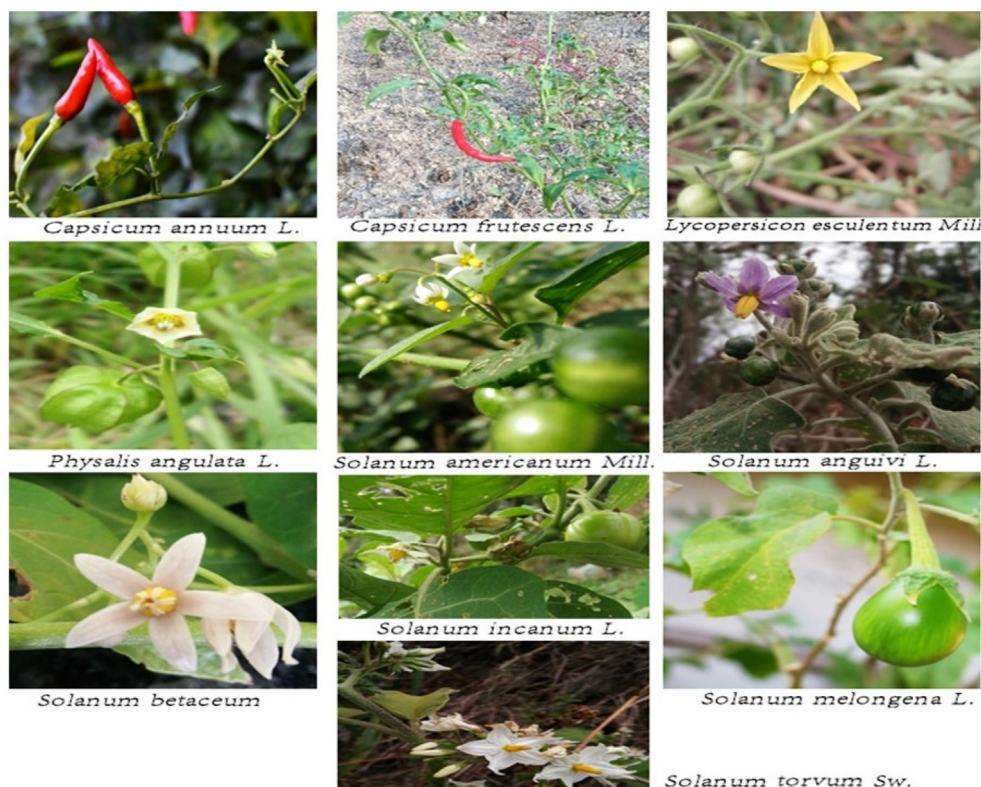 Capsicum annuum L.
Capsicum frutescens L.
Lycopersicon esculentum Mill
Physalis angulata L.
Solanum americanum Mill.
Solanum anguivi L.
Solanum betaceum
Solanum incanum L.
Solanum melongena L.
Solanum torvum Sw.